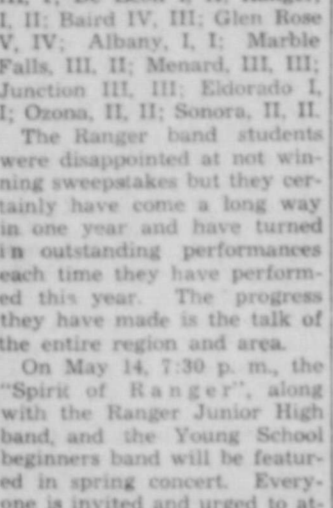 I, II; Baird IV, III; Glen Rose
V, IV; Albany, I, I; Marble
Falls, III, II; Menard, III, III;
Junction III, III; Eldorado I,
I; Ozona, II, II; Sonora, II, II.
The Ranger band students
were disappointed at not win-
ning sweepstakes but they cer-
tainly have come a long way
in one year and have turned
in outstanding performances
each time they have perform-
ed this year. The progress
they have made is the talk of
the entire region and area.
On May 14, 7:30 p. m., the
"Spirit of Ranger", along
with the Ranger Junior High
band, and the Young School
beginners band will be featur-
ed in spring concert. Every-
one is invited and urged to at-